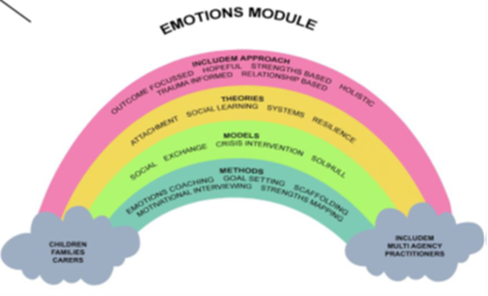 EMOTIONS MODULE
INCLUDEM APPROACH
OUTCOME FOCUSSED HOPEFUL STRENGTHS BASED HOLISTIC
TRAUMA INFORMED RELATIONSHIP BASED
THEORIES
ATTACHMENT SOCIAL LEARNING SYSTEMS RESILIENCE
MODELS
SOCIAL EXCHANGE CRISIS INTERVENTION SOLIHULL
METHODS
EMOTIONS COACHING GOAL SETTING SCAFFOLDING
MOTIVATIONAL INTERVIEWING STRENGTHS MAPPING
CHILDREN
FAMILIES
CARERS
INCLUDEM
MULTI AGENCY
PRACTITIONERS